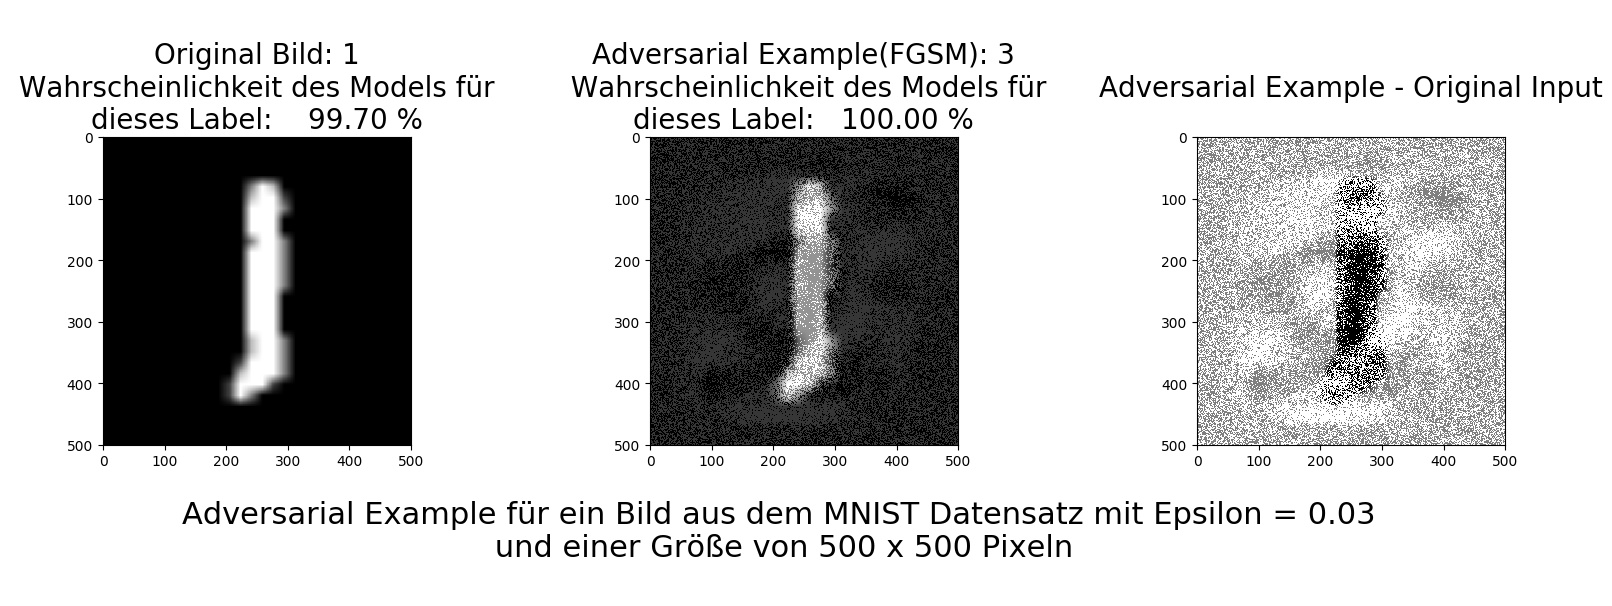 Original Bild: 1
Wahrscheinlichkeit des Models für
dieses Label:    99.70 %
0
100
200
300
400
500
0 100 200 300 400 500
Adversarial Example(FGSM): 3
Wahrscheinlichkeit des Models für
dieses Label:   100.00 %
0
100
200
300
400
500
0 100 200 300 400 500
Adversarial Example - Original Input
0
100
200
300
400
500
0 100 200 300 400 500
Adversarial Example für ein Bild aus dem MNIST Datensatz mit Epsilon = 0.03
und einer Größe von 500 x 500 Pixeln